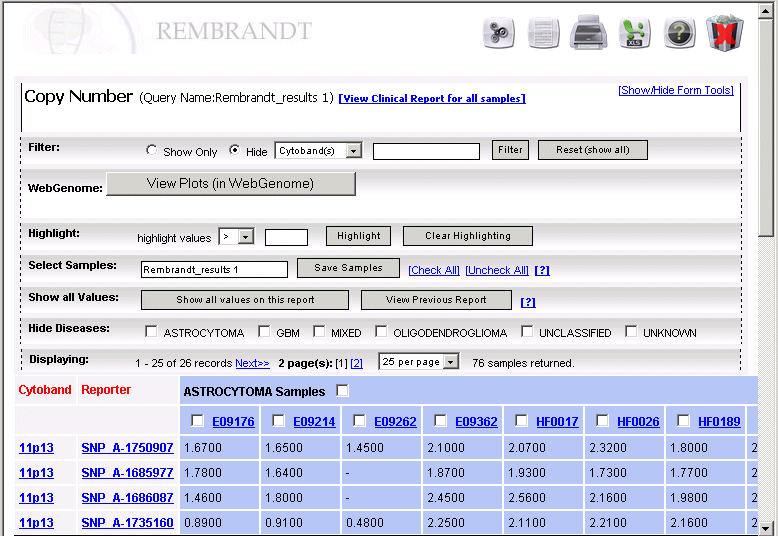 REMBRANDT
XLS ?
Copy Number (Query Name:Rembrandt_results 1) [View Clinical Report for all samples] [Show/Hide Form Tools]
Filter: Show Only Hide Cytoband(s) Filter Reset (show all)
WebGenome: View Plots (in WebGenome)
Highlight: highlight values > Highlight Clear Highlighting
Select Samples: Rembrandt_results 1 Save Samples [Check All] [Uncheck All] [?]
Show all Values: Show all values on this report View Previous Report [?]
Hide Diseases: ASTROCYTOMA GBM MIXED OLIGODENDROGLIOMA UNCLASSIFIED UNKNOWN
Displaying: 1 - 25 of 26 records Next>> 2 page(s): [1] [2] 25 per page 76 samples returned.
Cytoband Reporter ASTROCYTOMA Samples
E09176 E09214 E09262 E09362 HF0017 HF0026 HF0189
11p13 SNP_A-1750907 1.6700 1.6500 1.4500 2.1000 2.0700 2.3200 1.8000 2
11p13 SNP_A-1685977 1.7800 1.6400 - 1.8700 1.9300 1.7300 1.7700 2
11p13 SNP_A-1686087 1.4600 1.8000 - 2.4500 2.5600 2.1600 1.9800 2
11p13 SNP_A-1735160 0.8900 0.9100 0.4800 2.2500 2.1100 2.2100 2.1600 2